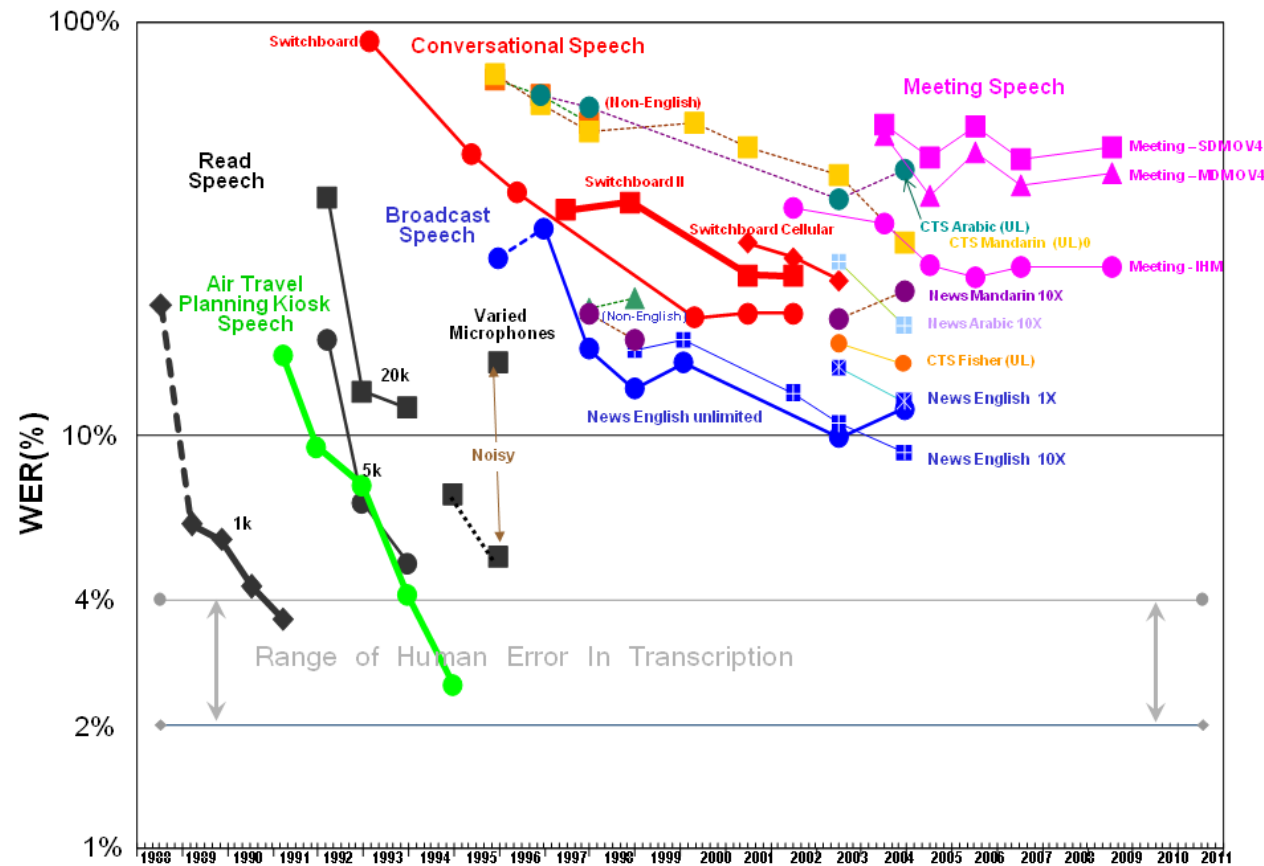 100%
Switchboard
Conversational Speech
Meeting Speech
(Non-English)
Read
Speech
Meeting – SDMOV4
Meeting – MDMOV4
Switchboard II
Broadcast
Speech
Switchboard Cellular
CTS Arabic (UL)
CTS Mandarin (UL)0
Meeting - IHM
Air Travel
Planning Kiosk
Speech
News Mandarin 10X
Varied
Microphones
(Non-English)
News Arabic 10X
CTS Fisher (UL)
20k
News English 1X
News English unlimited
10%
Noisy
News English 10X
5k
WER(%)
1k
4%
Range of Human Error In Transcription
2%
1%
1988 1989 1990 1991 1992 1993 1994 1995 1996 1997 1998 1999 2000 2001 2002 2003 2004 2005 2006 2007 2008 2009 2010 2011